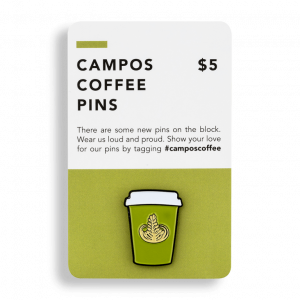 CAMPOS $5
COFFEE
PINS
There are some new pins on the block.
Wear us loud and proud. Show your love
for our pins by tagging #camposcoffee